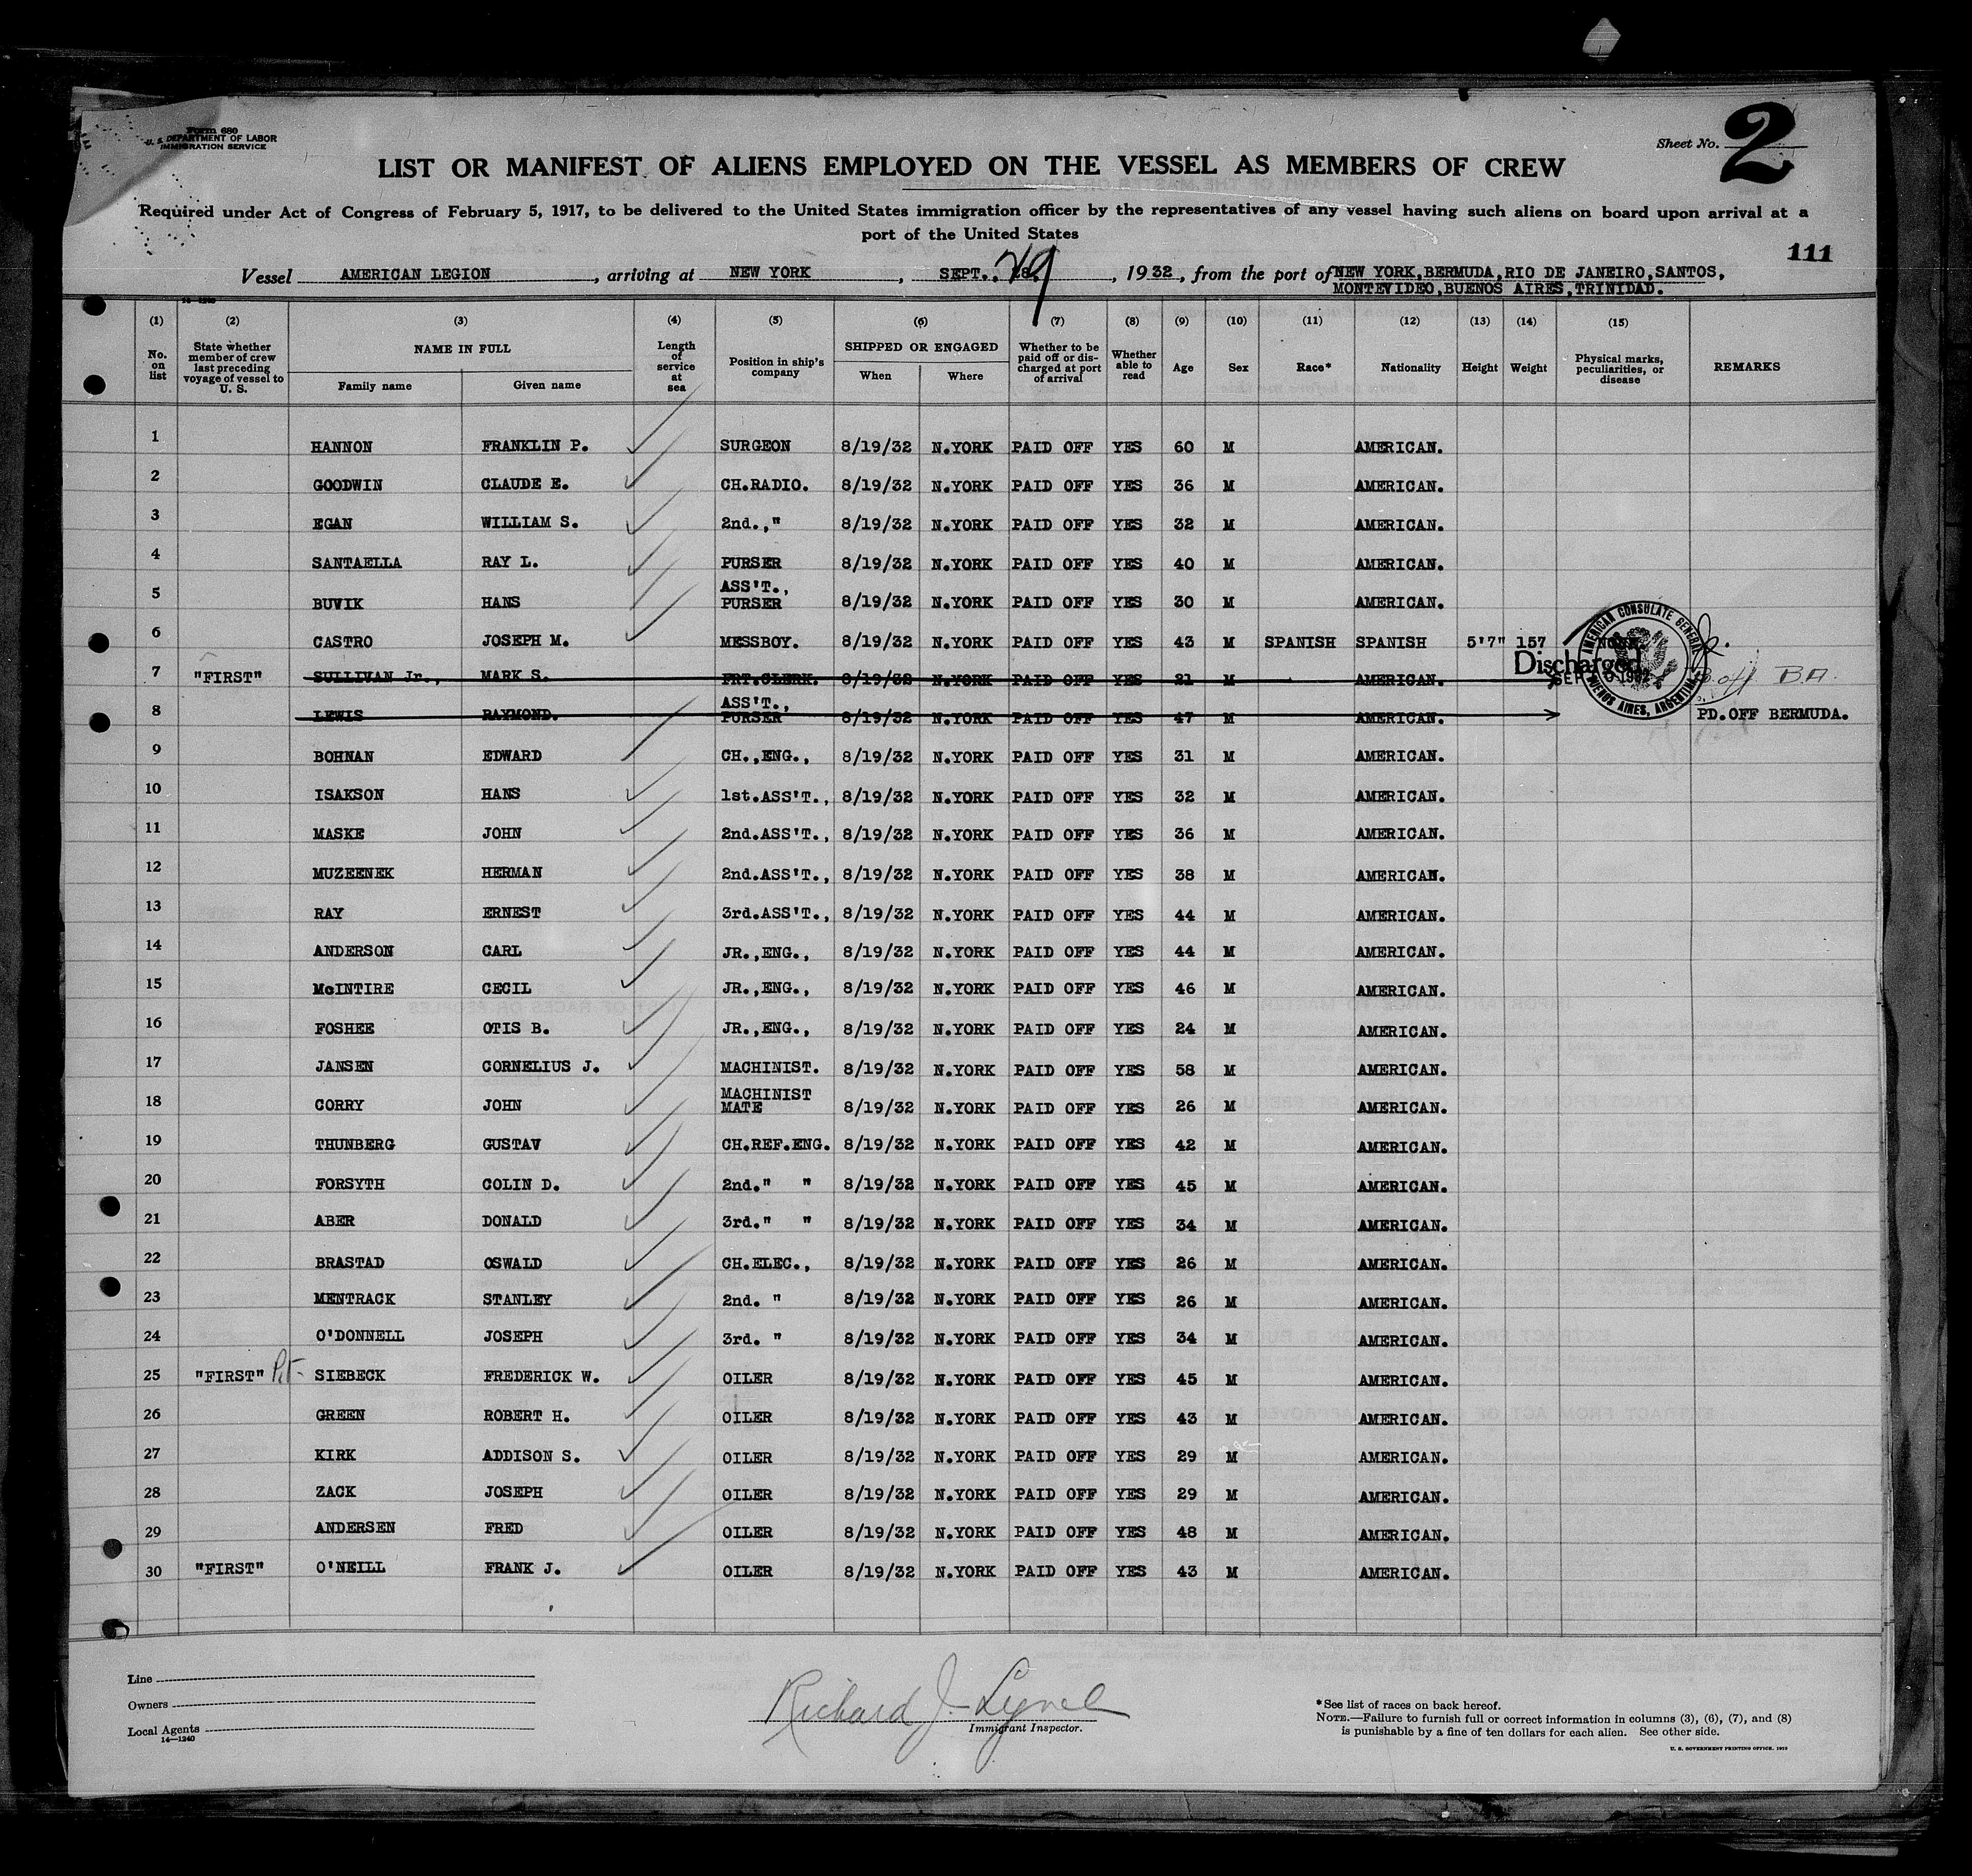 Form 680
U. S. DEPARTMENT OF LABOR
IMMIGRATION SERVICE
Sheet No. 2
LIST OR MANIFEST OF ALIENS EMPLOYED ON THE VESSEL AS MEMBERS OF CREW
Required under Act of Congress of February 5, 1917, to be delivered to the United States immigration officer by the representatives of any vessel having such aliens on board upon arrival at a
port of the United States
111
Vessel AMERICAN LEGION, arriving at NEW YORK, SEPT., 29, 1932, from the port of NEW YORK,BERMUDA,RIO DE JANEIRO,SANTOS,
MONTEVIDEO,BUENOS AIRES,TRINIDAD.
14—1240
(1) (2) (3) (4) (5) (6) (7) (8) (9) (10) (11) (12) (13) (14) (15)
No. on list State whether member of crew last preceding voyage of vessel to U. S. NAME IN FULL Family name Given name Length of service at sea Position in ship's company SHIPPED OR ENGAGED When Where Whether to be paid off or discharged at port of arrival Whether able to read Age Sex Race* Nationality Height Weight Physical marks, peculiarities, or disease REMARKS
1 HANNON FRANKLIN P. SURGEON 8/19/32 N.YORK PAID OFF YES 60 M AMERICAN.
2 GOODWIN CLAUDE E. CH.RADIO. 8/19/32 N.YORK PAID OFF YES 36 M AMERICAN.
3 EGAN WILLIAM S. 2nd.," 8/19/32 N.YORK PAID OFF YES 32 M AMERICAN.
4 SANTAELLA RAY L. PURSER 8/19/32 N.YORK PAID OFF YES 40 M AMERICAN.
5 BUVIK HANS ASS'T., PURSER 8/19/32 N.YORK PAID OFF YES 30 M AMERICAN.
6 CASTRO JOSEPH M. MESSBOY. 8/19/32 N.YORK PAID OFF YES 43 M SPANISH SPANISH 5'7" 157
AMERICAN CONSULATE GENERAL BUENOS AIRES, ARGENTINA
Discharged
7 "FIRST" SULLIVAN Jr., MARK S. FRT.CLERK. 8/19/32 N.YORK PAID OFF YES 21 M AMERICAN. B.A.
8 LEWIS RAYMOND. ASS'T., PURSER 8/19/32 N.YORK PAID OFF YES 47 M AMERICAN. PD.OFF BERMUDA.
9 BOHNAN EDWARD CH.,ENG., 8/19/32 N.YORK PAID OFF YES 31 M AMERICAN.
10 ISAKSON HANS 1st.ASS'T., 8/19/32 N.YORK PAID OFF YES 32 M AMERICAN.
11 MASKE JOHN 2nd.ASS'T., 8/19/32 N.YORK PAID OFF YES 36 M AMERICAN.
12 MUZEENEK HERMAN 2nd.ASS'T., 8/19/32 N.YORK PAID OFF YES 38 M AMERICAN.
13 RAY ERNEST 3rd.ASS'T., 8/19/32 N.YORK PAID OFF YES 44 M AMERICAN.
14 ANDERSON CARL JR.,ENG., 8/19/32 N.YORK PAID OFF YES 44 M AMERICAN.
15 McINTIRE CECIL JR.,ENG., 8/19/32 N.YORK PAID OFF YES 46 M AMERICAN.
16 FOSHEE OTIS B. JR.,ENG., 8/19/32 N.YORK PAID OFF YES 24 M AMERICAN.
17 JANSEN CORNELIUS J. MACHINIST. 8/19/32 N.YORK PAID OFF YES 58 M AMERICAN.
18 CORRY JOHN MACHINIST MATE 8/19/32 N.YORK PAID OFF YES 26 M AMERICAN.
19 THUNBERG GUSTAV CH.REF.ENG. 8/19/32 N.YORK PAID OFF YES 42 M AMERICAN.
20 FORSYTH COLIN D. 2nd." " 8/19/32 N.YORK PAID OFF YES 45 M AMERICAN.
21 ABER DONALD 3rd." " 8/19/32 N.YORK PAID OFF YES 34 M AMERICAN.
22 BRASTAD OSWALD CH.ELEC., 8/19/32 N.YORK PAID OFF YES 26 M AMERICAN.
23 MENTRACK STANLEY 2nd. " 8/19/32 N.YORK PAID OFF YES 26 M AMERICAN.
24 O'DONNELL JOSEPH 3rd. " 8/19/32 N.YORK PAID OFF YES 34 M AMERICAN.
25 "FIRST" SIEBECK FREDERICK W. OILER 8/19/32 N.YORK PAID OFF YES 45 M AMERICAN.
26 GREEN ROBERT H. OILER 8/19/32 N.YORK PAID OFF YES 43 M AMERICAN.
27 KIRK ADDISON S. OILER 8/19/32 N.YORK PAID OFF YES 29 M AMERICAN.
28 ZACK JOSEPH OILER 8/19/32 N.YORK PAID OFF YES 29 M AMERICAN.
29 ANDERSEN FRED OILER 8/19/32 N.YORK PAID OFF YES 48 M AMERICAN.
30 "FIRST" O'NEILL FRANK J. OILER 8/19/32 N.YORK PAID OFF YES 43 M AMERICAN.
Line
Owners
Local Agents
14—1240
Richard J. Lynel
Immigrant Inspector.
*See list of races on back hereof.
NOTE.—Failure to furnish full or correct information in columns (3), (6), (7), and (8)
is punishable by a fine of ten dollars for each alien. See other side.
U. S. GOVERNMENT PRINTING OFFICE. 1919